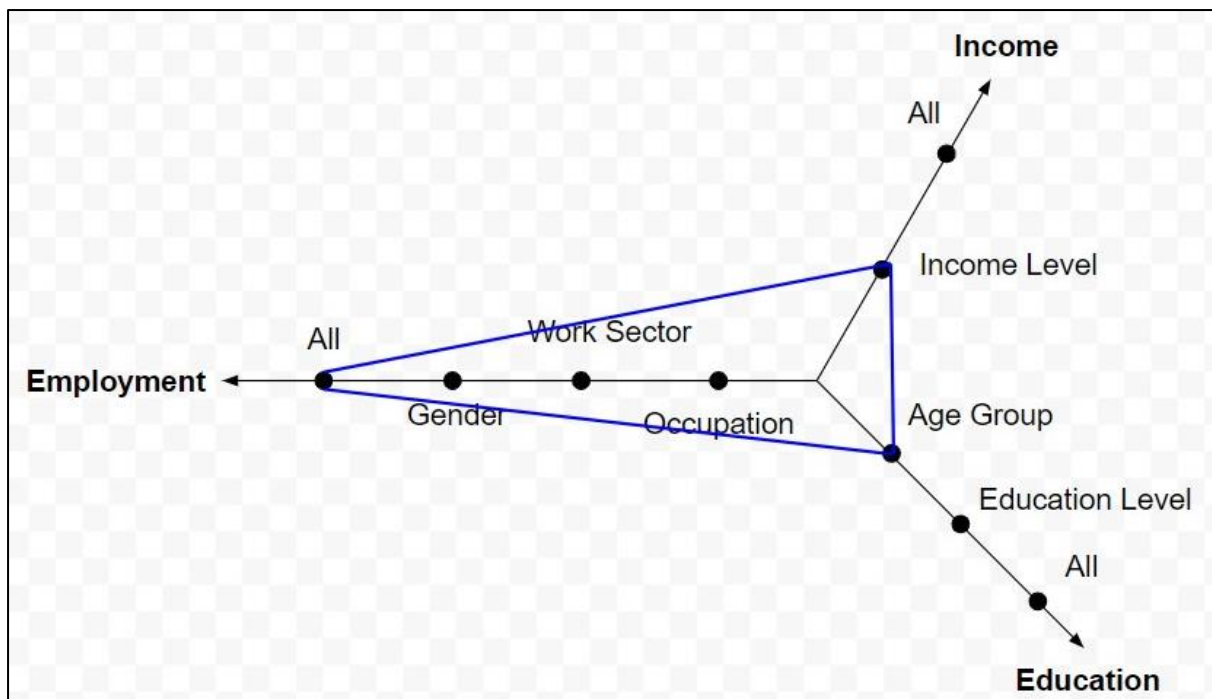 Income
All
Income Level
Work Sector
All
Employment
Gender
Occupation
Age Group
Education Level
All
Education